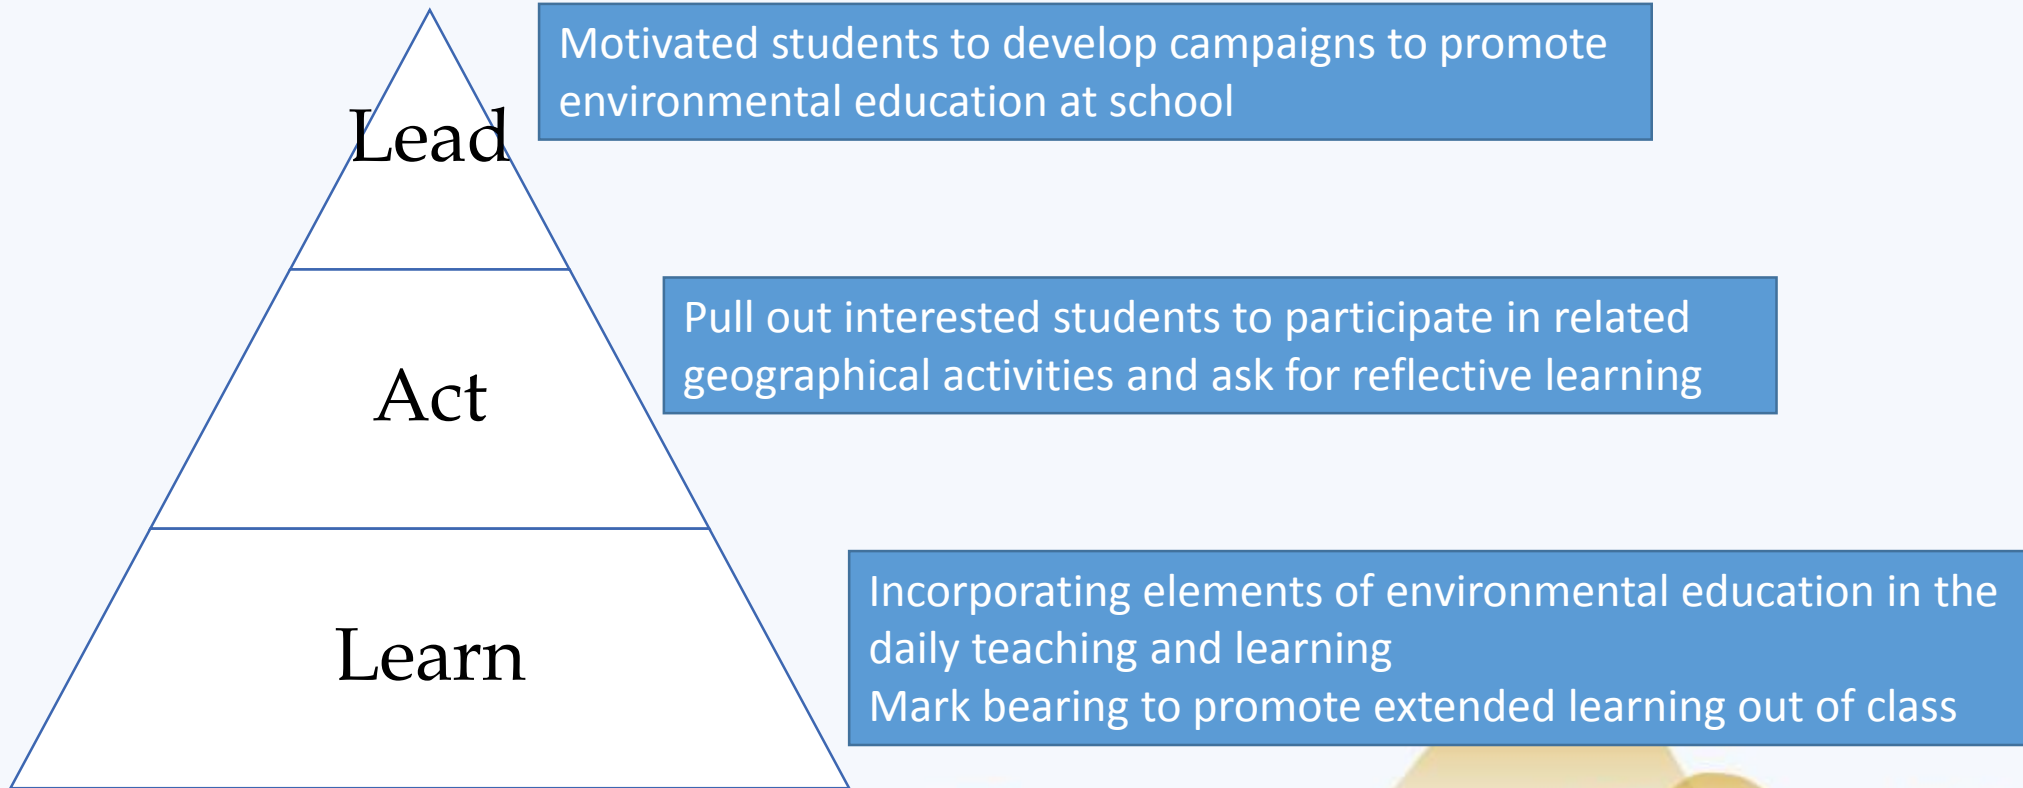 Lead
Motivated students to develop campaigns to promote
environmental education at school
Act
Pull out interested students to participate in related
geographical activities and ask for reflective learning
Learn
Incorporating elements of environmental education in the
daily teaching and learning
Mark bearing to promote extended learning out of class